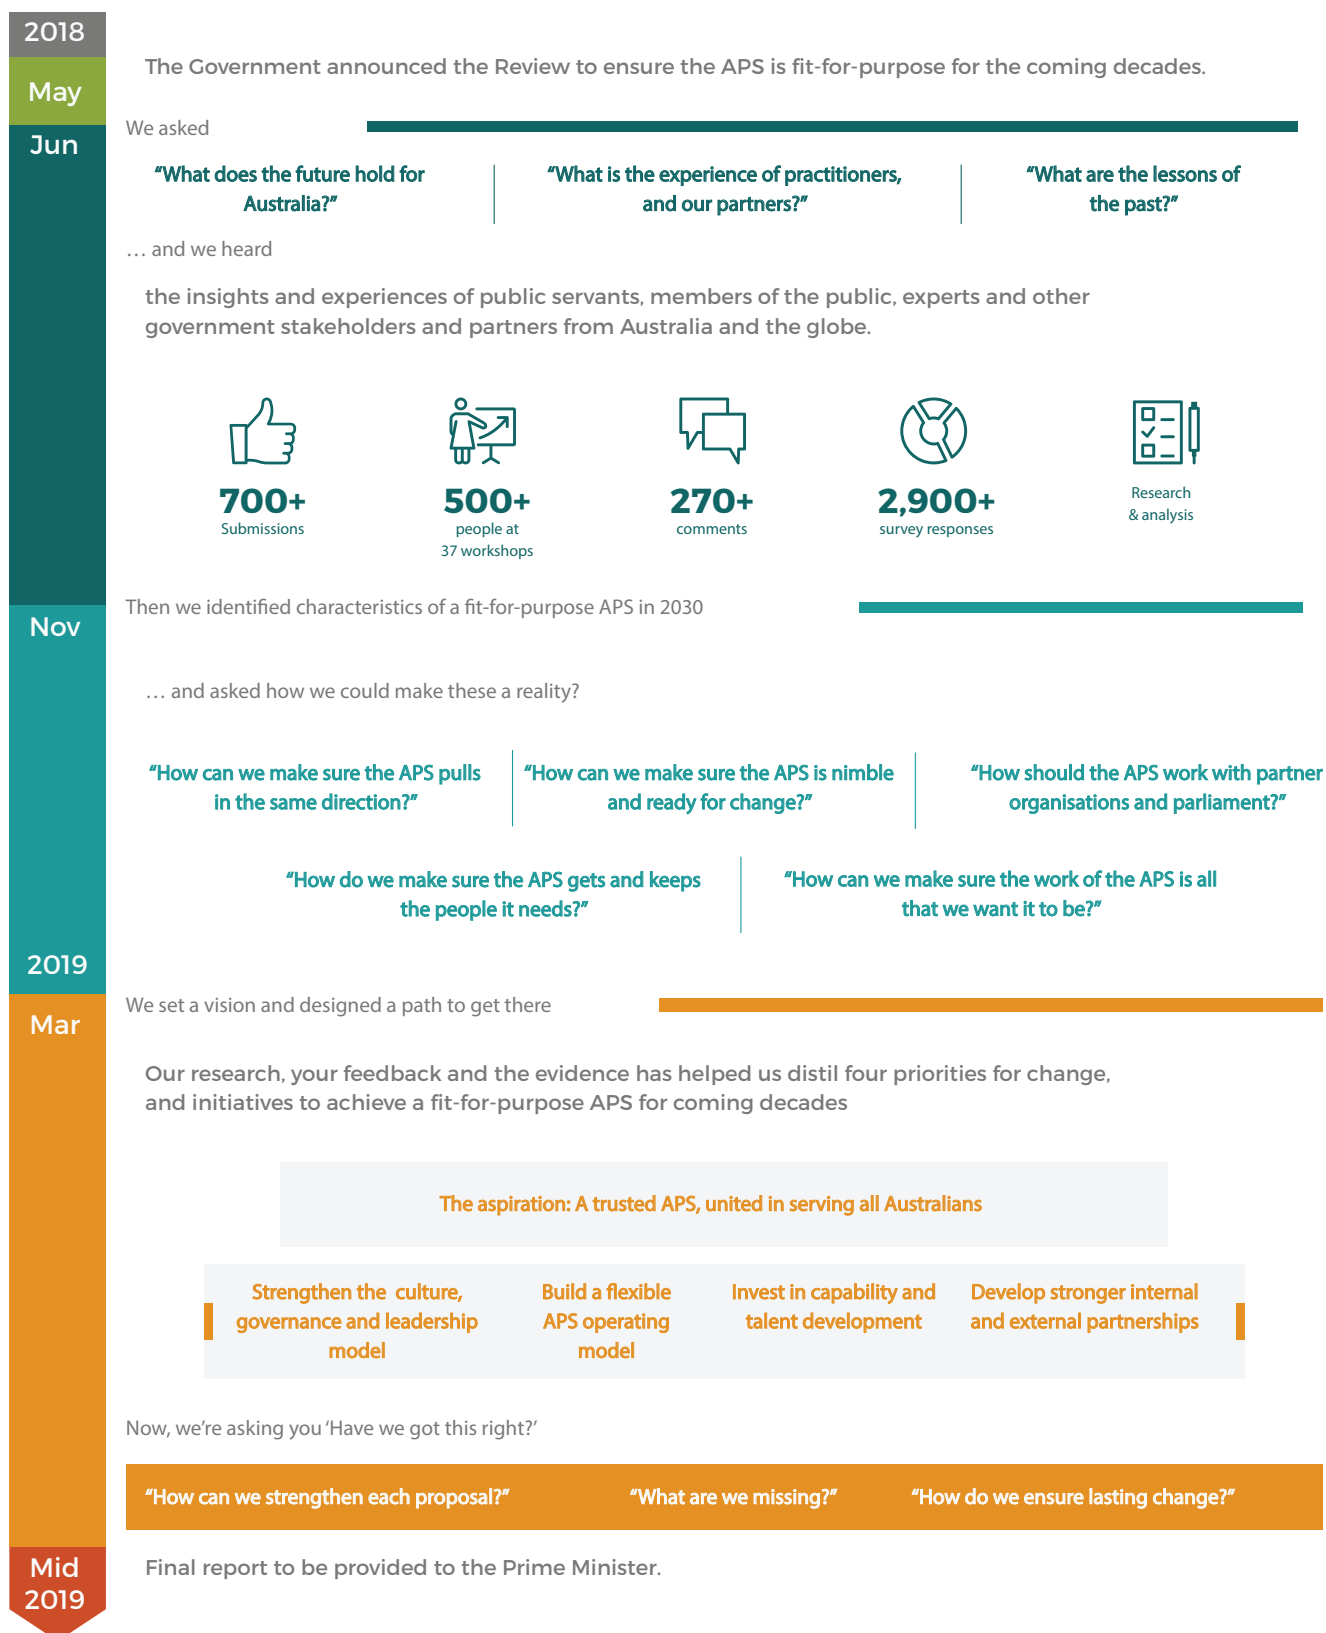 2018
The Government announced the Review to ensure the APS is fit-for-purpose for the coming decades.
May
We asked
Jun
“What does the future hold for
Australia?”
“What is the experience of practitioners,
and our partners?”
“What are the lessons of
the past?”
… and we heard
the insights and experiences of public servants, members of the public, experts and other
government stakeholders and partners from Australia and the globe.
700+
Submissions
500+
people at
37 workshops
270+
comments
2,900+
survey responses
Research
& analysis
Then we identified characteristics of a fit-for-purpose APS in 2030
Nov
… and asked how we could make these a reality?
“How can we make sure the APS pulls
in the same direction?”
“How can we make sure the APS is nimble
and ready for change?”
“How should the APS work with partner
organisations and parliament?”
“How do we make sure the APS gets and keeps
the people it needs?”
“How can we make sure the work of the APS is all
that we want it to be?”
2019
We set a vision and designed a path to get there
Mar
Our research, your feedback and the evidence has helped us distil four priorities for change,
and initiatives to achieve a fit-for-purpose APS for coming decades
The aspiration: A trusted APS, united in serving all Australians
Strengthen the culture,
governance and leadership
model
Build a flexible
APS operating
model
Invest in capability and
talent development
Develop stronger internal
and external partnerships
Now, we’re asking you ‘Have we got this right?’
“How can we strengthen each proposal?”
“What are we missing?”
“How do we ensure lasting change?”
Mid
2019
Final report to be provided to the Prime Minister.